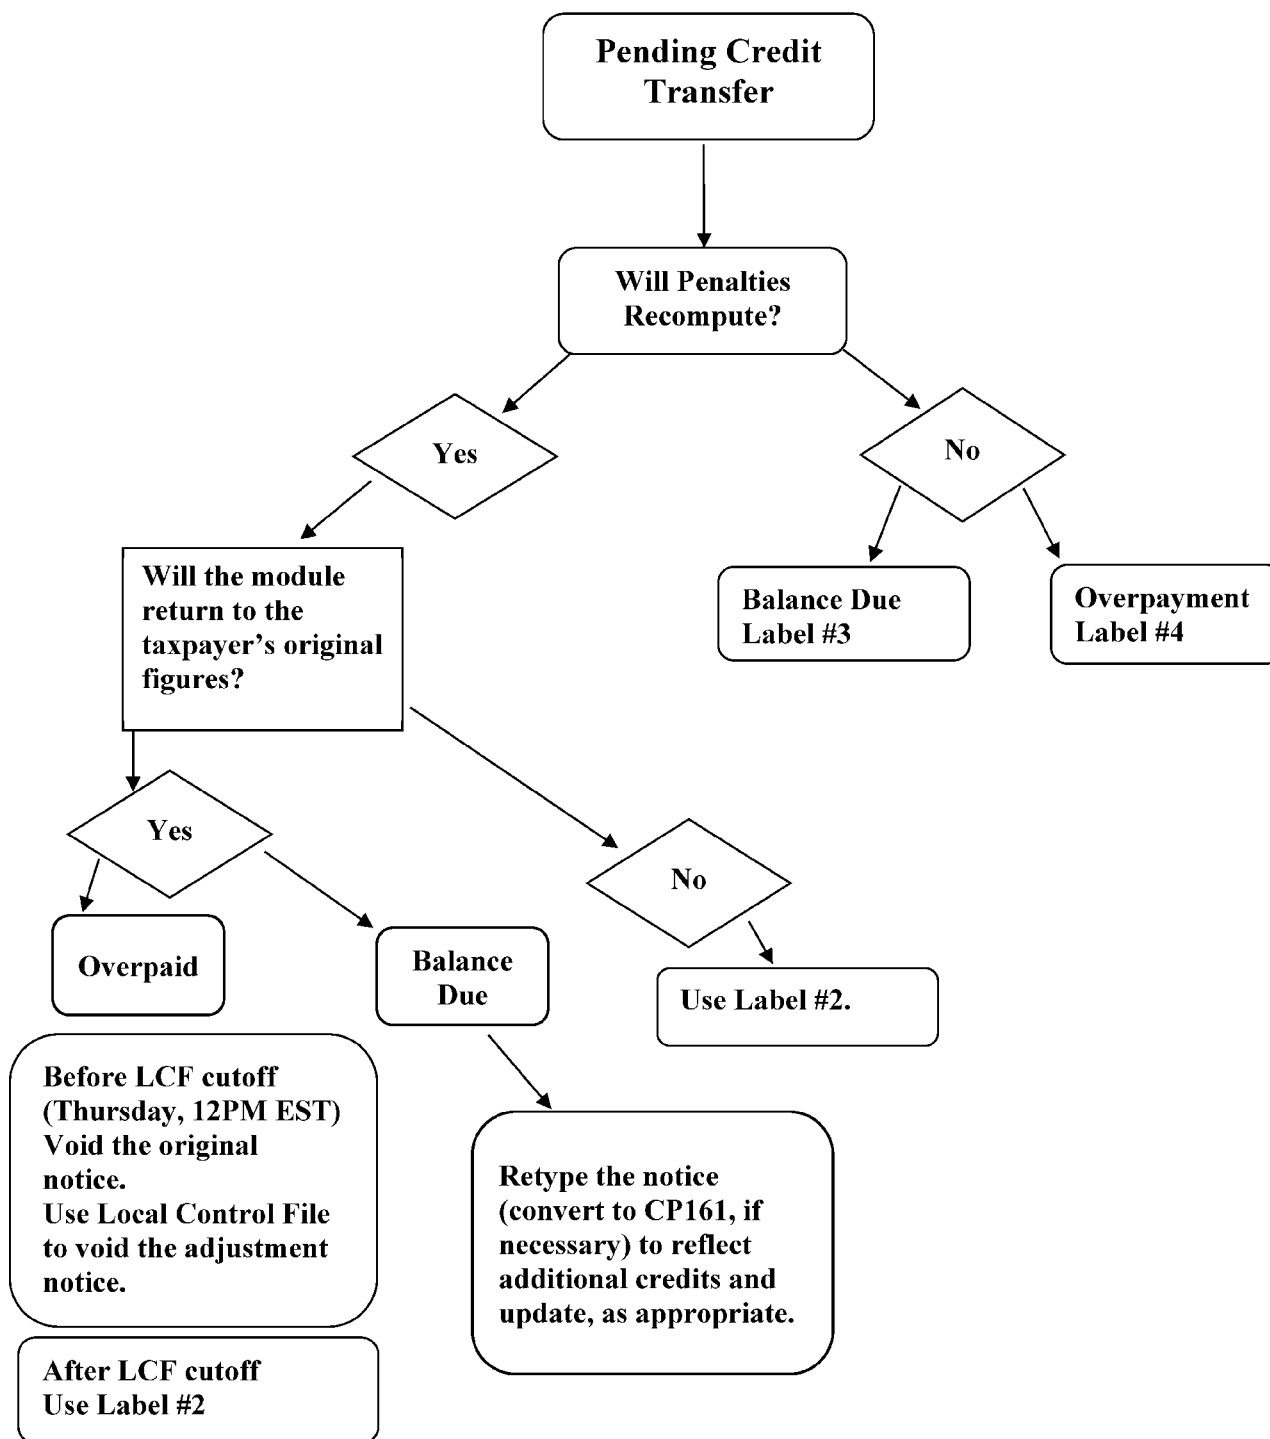 Pending Credit
Transfer
Will Penalties
Recompute?
Yes
No
Will the module
return to the
taxpayer's original
figures?
Balance Due
Label #3
Overpayment
Label #4
Yes
No
Overpaid
Balance
Due
Use Label #2.
Before LCF cutoff
(Thursday, 12PM EST)
Void the original
notice.
Use Local Control File
to void the adjustment
notice.
Retype the notice
(convert to CP161, if
necessary) to reflect
additional credits and
update, as appropriate.
After LCF cutoff
Use Label #2